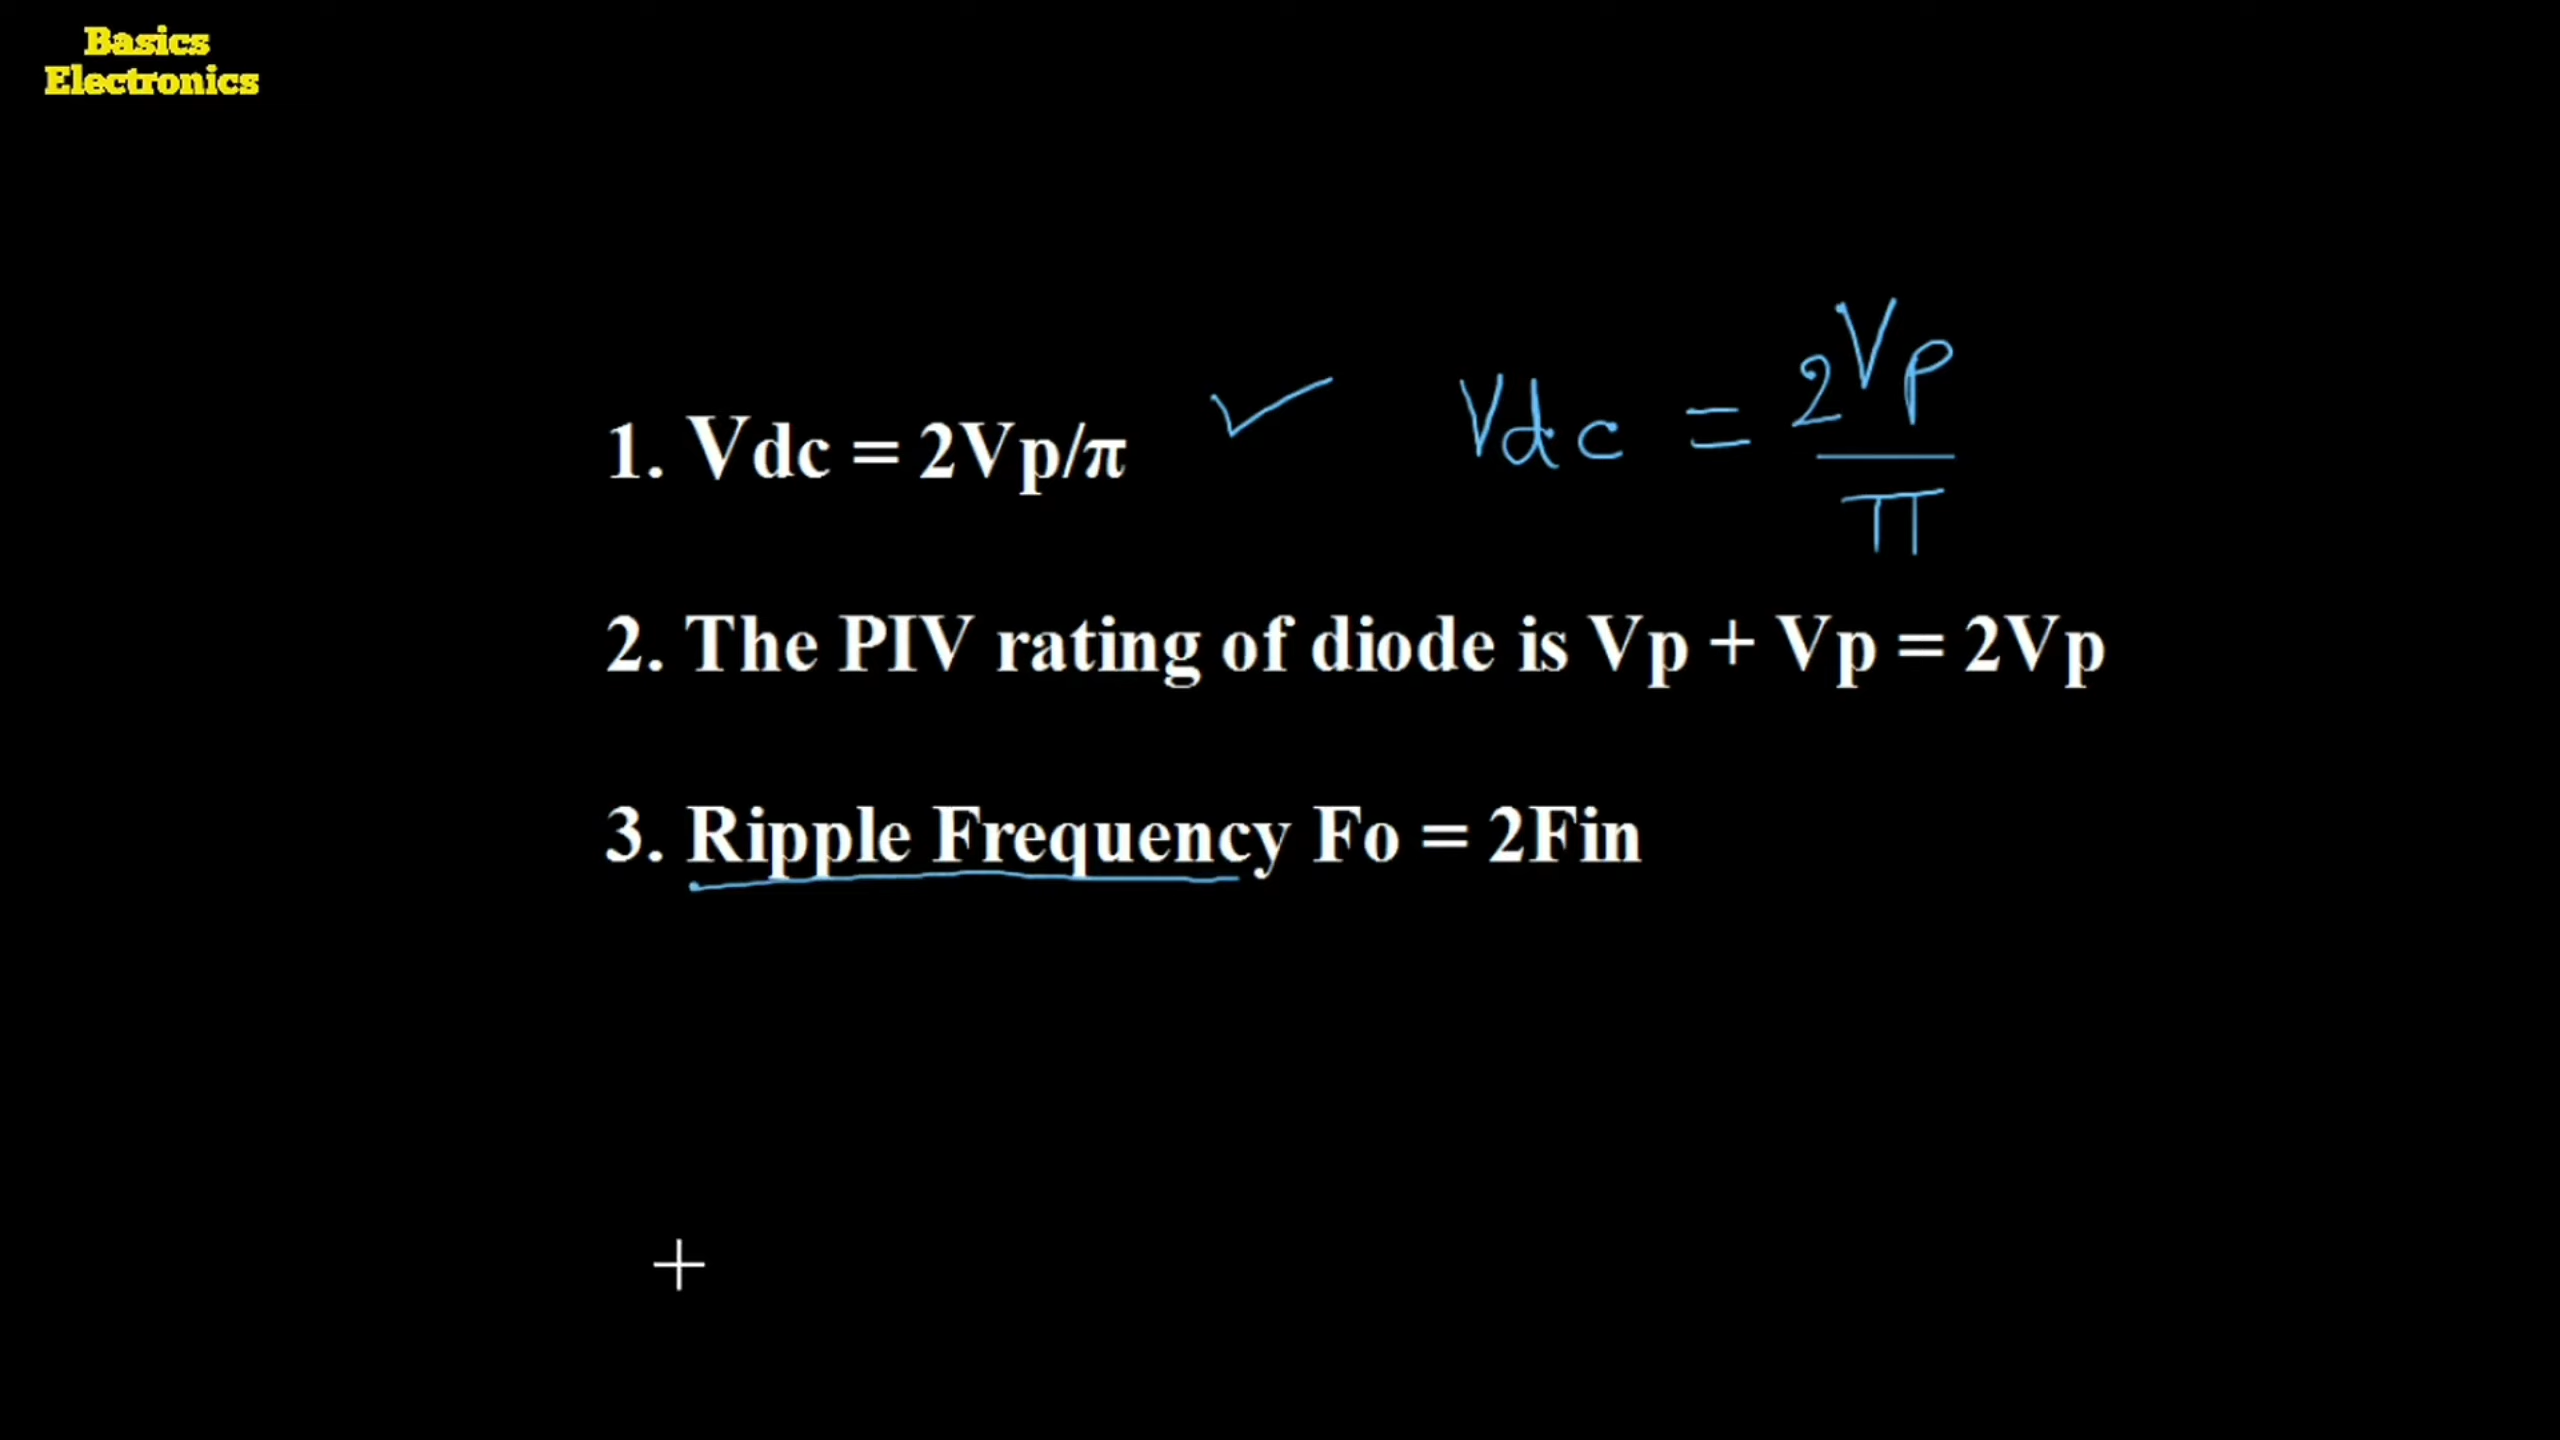 Basics
Electronics
1. Vdc = 2Vp/π
Vdc = 2Vp
π
2. The PIV rating of diode is Vp + Vp = 2Vp
3. Ripple Frequency Fo = 2Fin